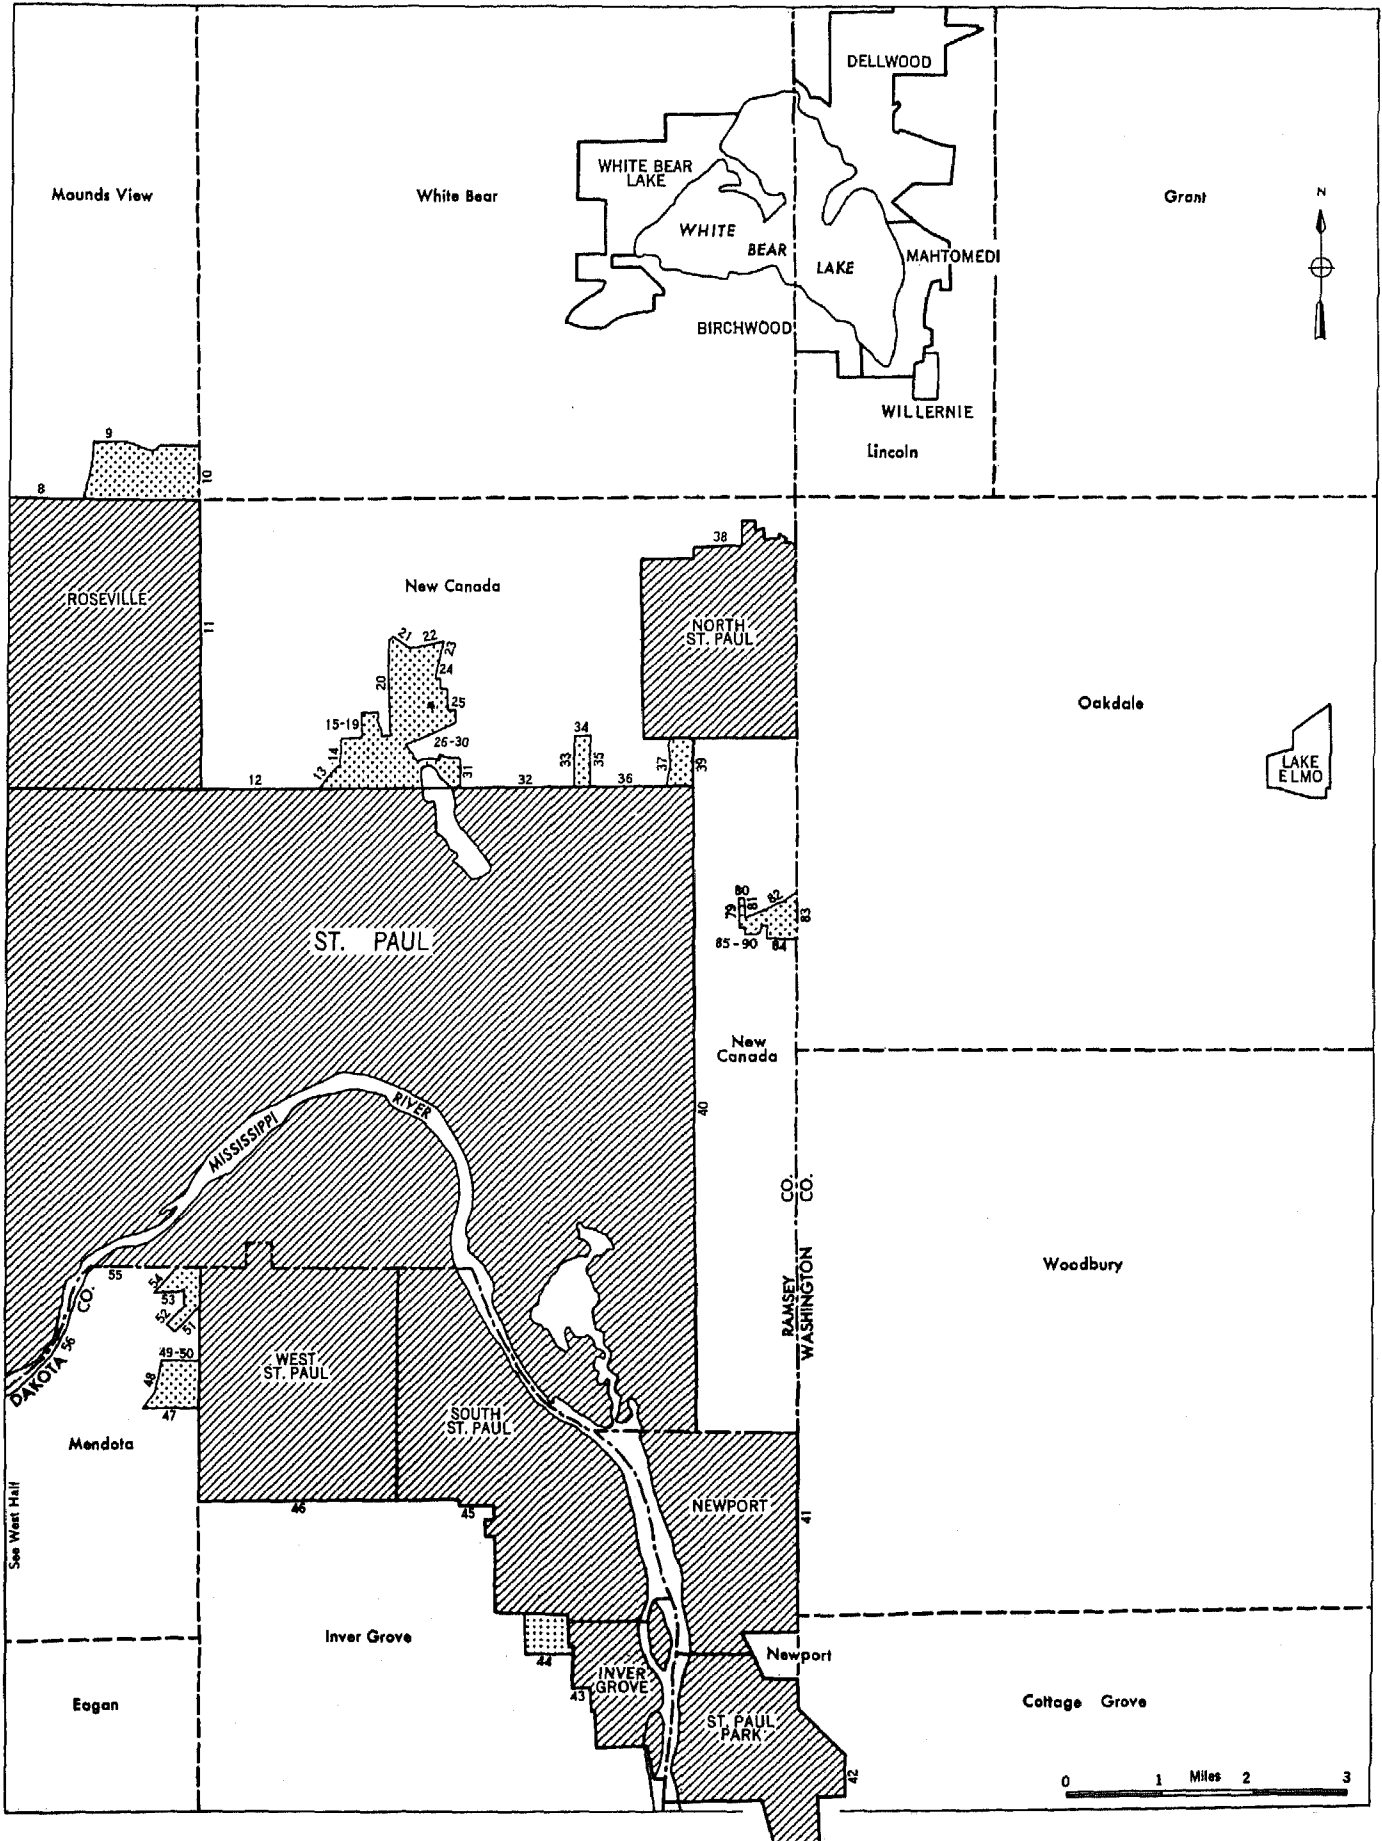 DELLWOOD
Mounds View
White Bear
WHITE BEAR
LAKE
Grant
N
WHITE
BEAR
LAKE
MAHTOMEDI
BIRCHWOOD
WILLERNIE
Lincoln
9
10
8
ROSEVILLE
11
New Canada
38
NORTH
ST. PAUL
21
22
23
24
20
25
15-19
26-30
14
13
31
12
32
33
34
35
36
37
39
Oakdale
LAKE
ELMO
80
79
81
82
83
85-90
84
ST. PAUL
New
Canada
40
MISSISSIPPI
RIVER
RAMSEY CO.
WASHINGTON CO.
Woodbury
55
54
53
52
51
DAKOTA CO.
56
49-50
48
47
WEST
ST. PAUL
SOUTH
ST. PAUL
Mendota
See West Half
46
45
NEWPORT
41
Inver Grove
44
Newport
INVER
GROVE
43
Eagan
ST. PAUL
PARK
Cottage Grove
42
0 1 Miles 2 3